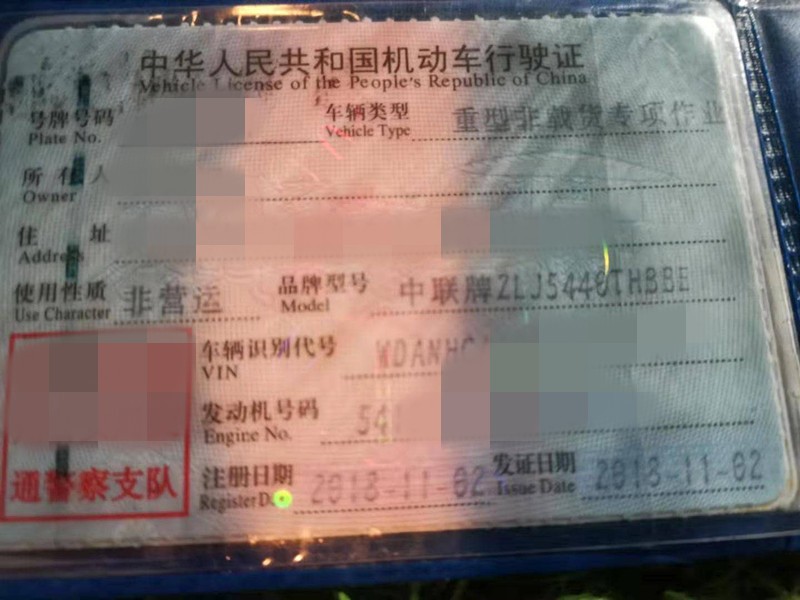 中华人民共和国机动车行驶证
Vehicle License of the People's Republic of China
号牌号码 车辆类型 重型非载货专项作业
Plate No. Vehicle Type
所有人
Owner
住址
Address
使用性质 非营运 品牌型号 中联牌ZLJ5440THBBE
Use Character Model
车辆识别代号 WDANHC
VIN
发动机号码 541
Engine No.
注册日期 2018-11-02 发证日期 2018-11-02
Register D Issue Date
通警察支队